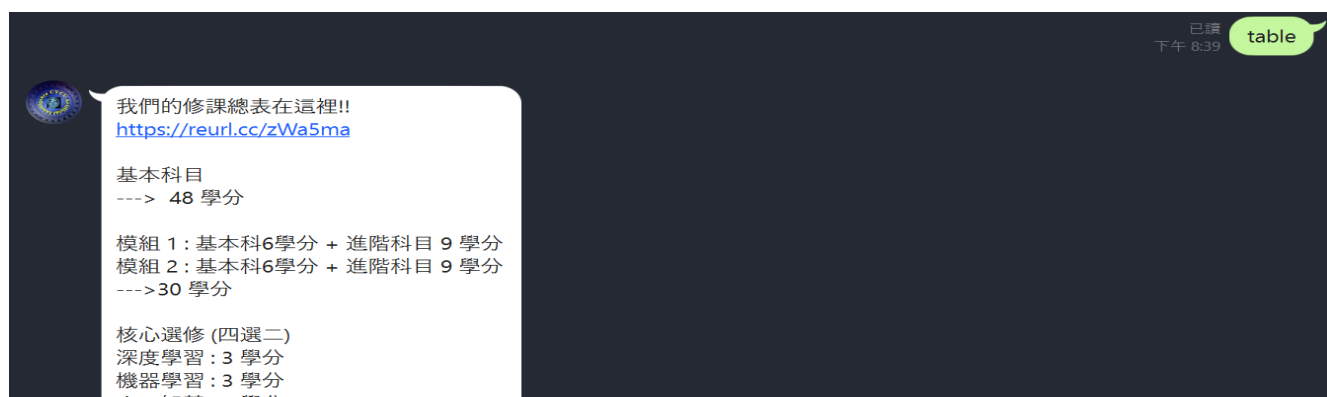 已讀
下午 8:39
table
我們的修課總表在這裡!!
https://reurl.cc/zWa5ma
基本科目
---> 48 學分
模組 1 : 基本科6學分 + 進階科目 9 學分
模組 2 : 基本科6學分 + 進階科目 9 學分
--->30 學分
核心選修 (四選二)
深度學習 : 3 學分
機器學習 : 3 學分